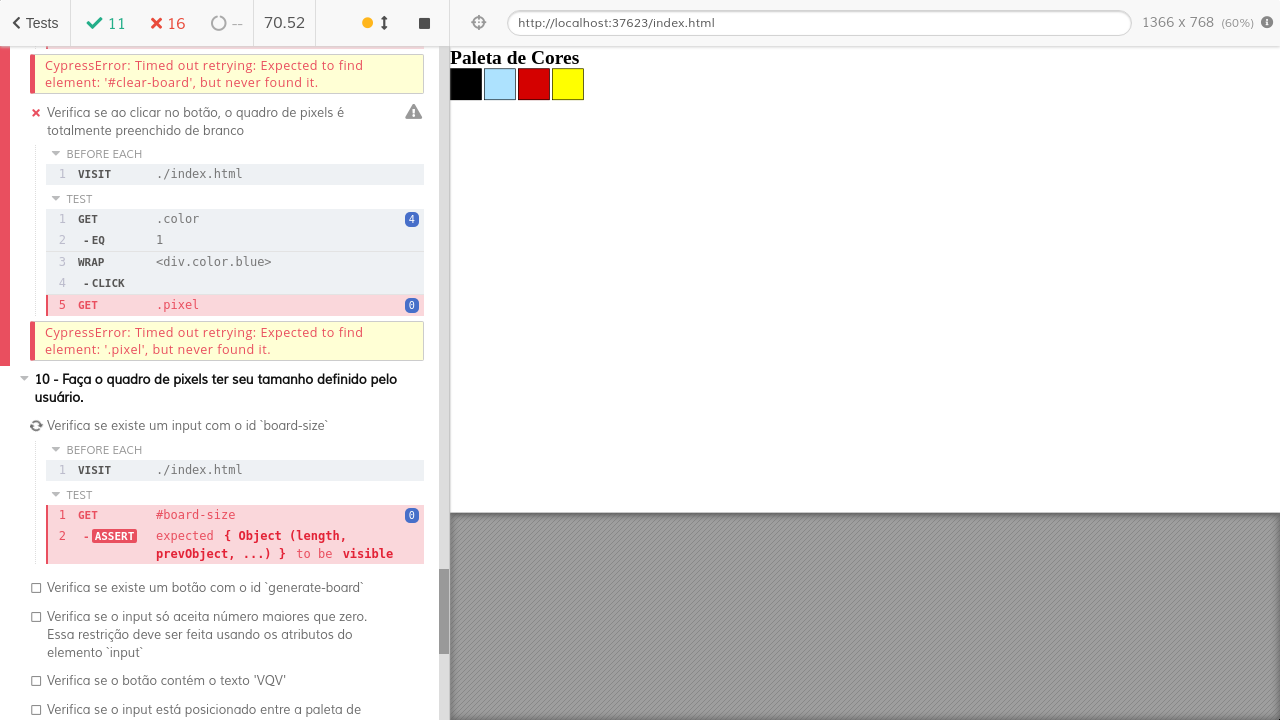 Tests 11 16 -- 70.52
http://localhost:37623/index.html 1366 x 768 (60%)
CypressError: Timed out retrying: Expected to find
element: '#clear-board', but never found it.
Verifica se ao clicar no botão, o quadro de pixels é
totalmente preenchido de branco
BEFORE EACH
1 VISIT ./index.html
TEST
1 GET .color 4
2 - EQ 1
3 WRAP <div.color.blue>
4 - CLICK
5 GET .pixel 0
CypressError: Timed out retrying: Expected to find
element: '.pixel', but never found it.
10 - Faça o quadro de pixels ter seu tamanho definido pelo
usuário.
Verifica se existe um input com o id `board-size`
BEFORE EACH
1 VISIT ./index.html
TEST
1 GET #board-size 0
2 - ASSERT expected { Object (length,
prevObject, ...) } to be visible
Verifica se existe um botão com o id `generate-board`
Verifica se o input só aceita número maiores que zero.
Essa restrição deve ser feita usando os atributos do
elemento `input`
Verifica se o botão contém o texto 'VQV'
Verifica se o input está posicionado entre a paleta de
Paleta de Cores